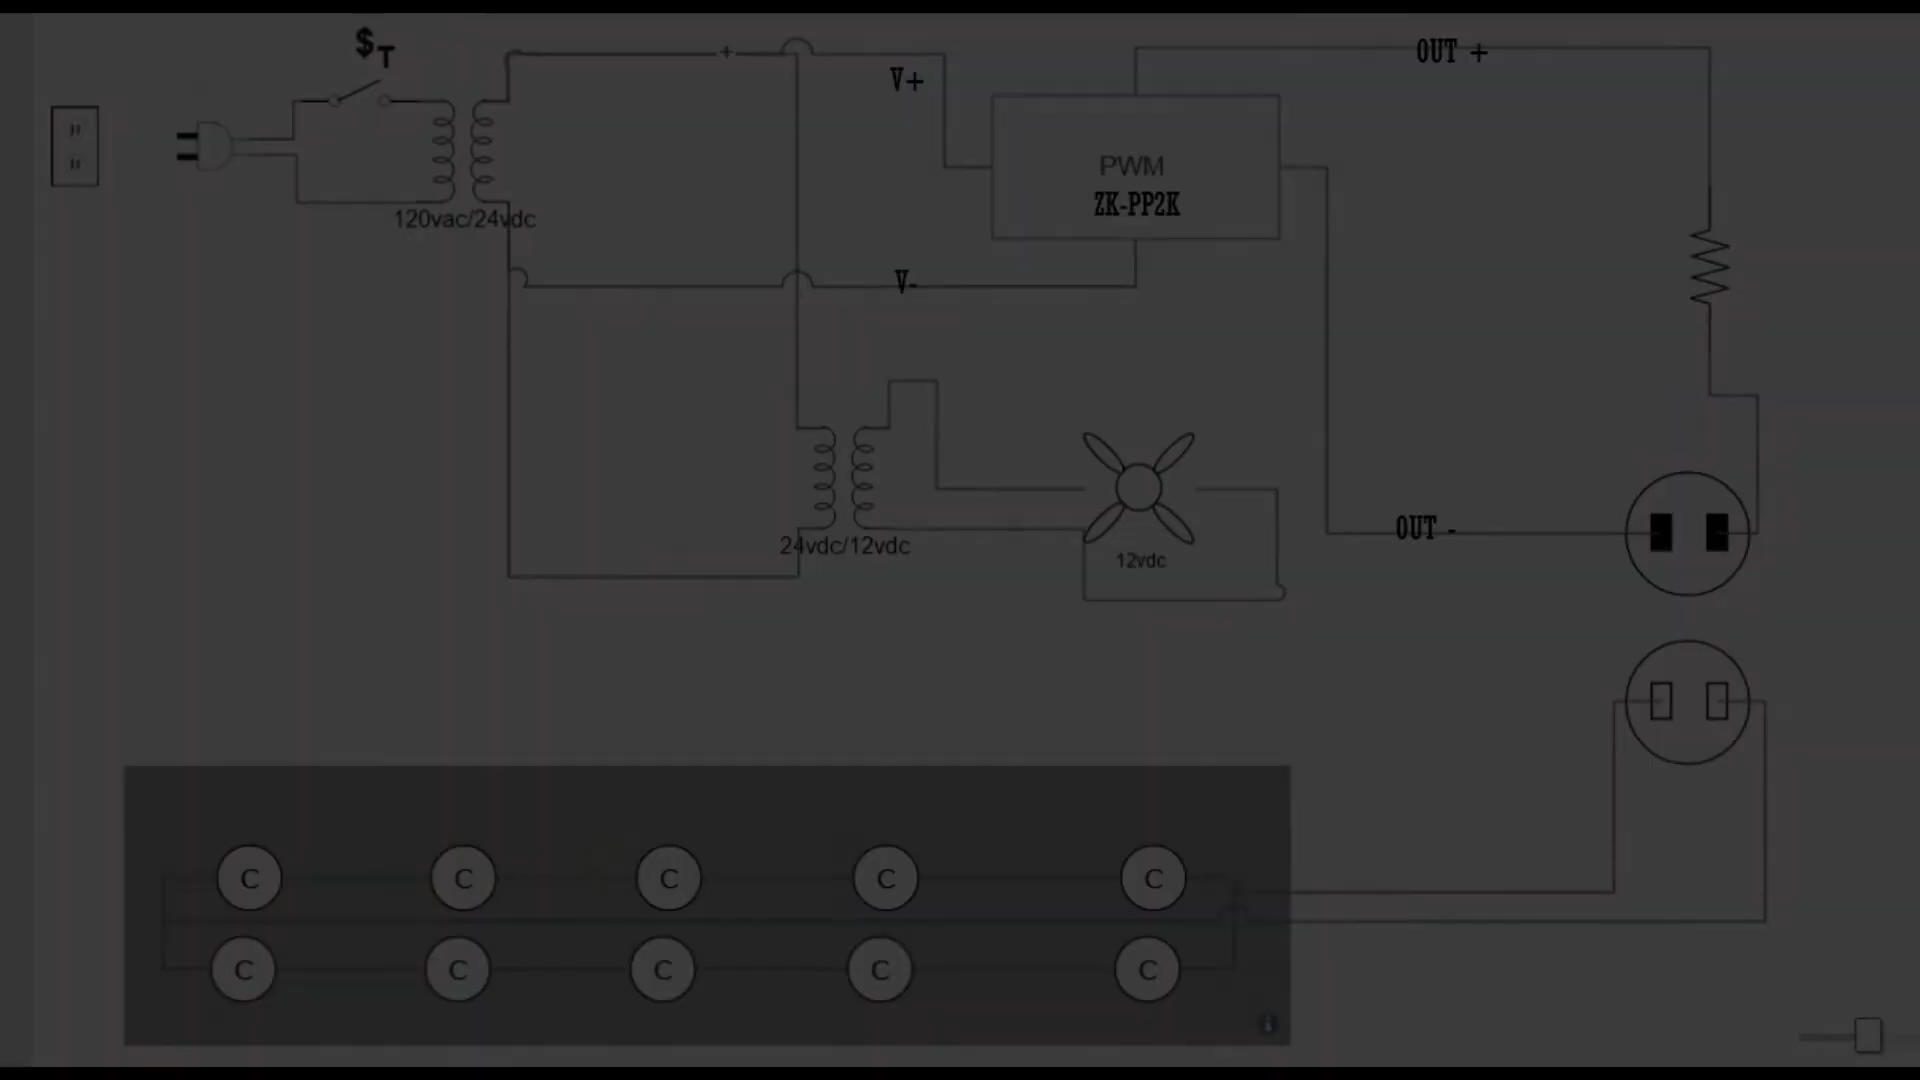 $T
+
V+
OUT +
PWM
ZK-PP2K
120vac/24vdc
V-
OUT -
24vdc/12vdc
12vdc
C C C C C
C C C C C